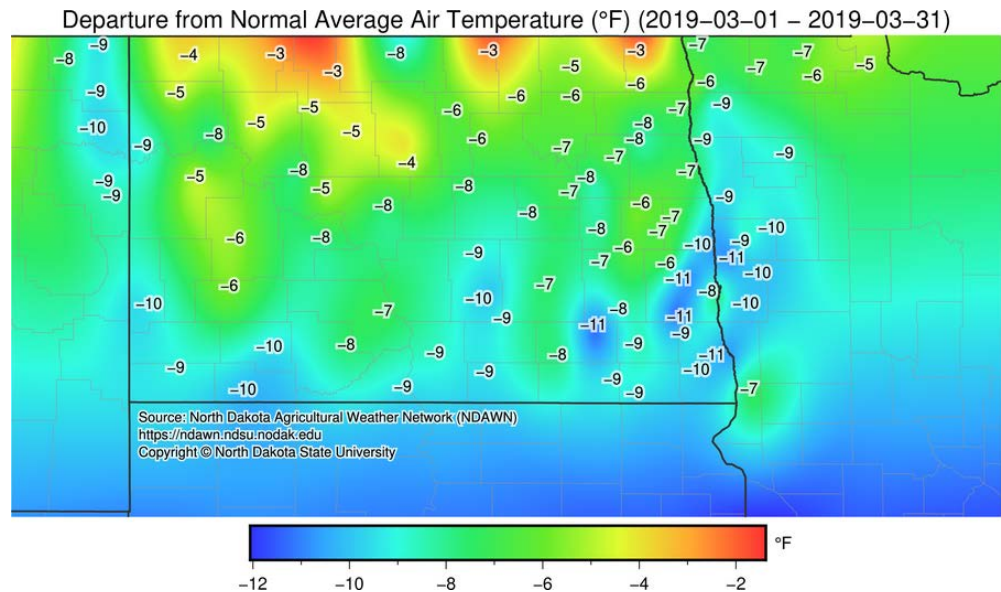 Departure from Normal Average Air Temperature (°F) (2019−03−01 − 2019−03−31)
−9 −4 −3 −8 −3 −3 −7 −7
−8 −3 −5 −7 −6 −5
−9 −5 −5 −6 −6 −6 −6 −7 −9
−10 −8 −5 −5 −6 −8 −8 −9
−9 −4 −7 −7 −9
−9 −5 −8 −5 −8 −7 −8 −7
−9 −8 −8 −6 −7 −9
−6 −8 −9 −8 −6 −7 −10 −9 −10
−6 −7 −7 −6 −11 −11 −10
−10 −7 −10 −9 −11 −8 −11 −8 −10
−10 −8 −9 −8 −9 −9 −11
−9 −10 −9 −9 −9 −9 −10 −7
Source: North Dakota Agricultural Weather Network (NDAWN)
https://ndawn.ndsu.nodak.edu
Copyright © North Dakota State University
°F
−12 −10 −8 −6 −4 −2